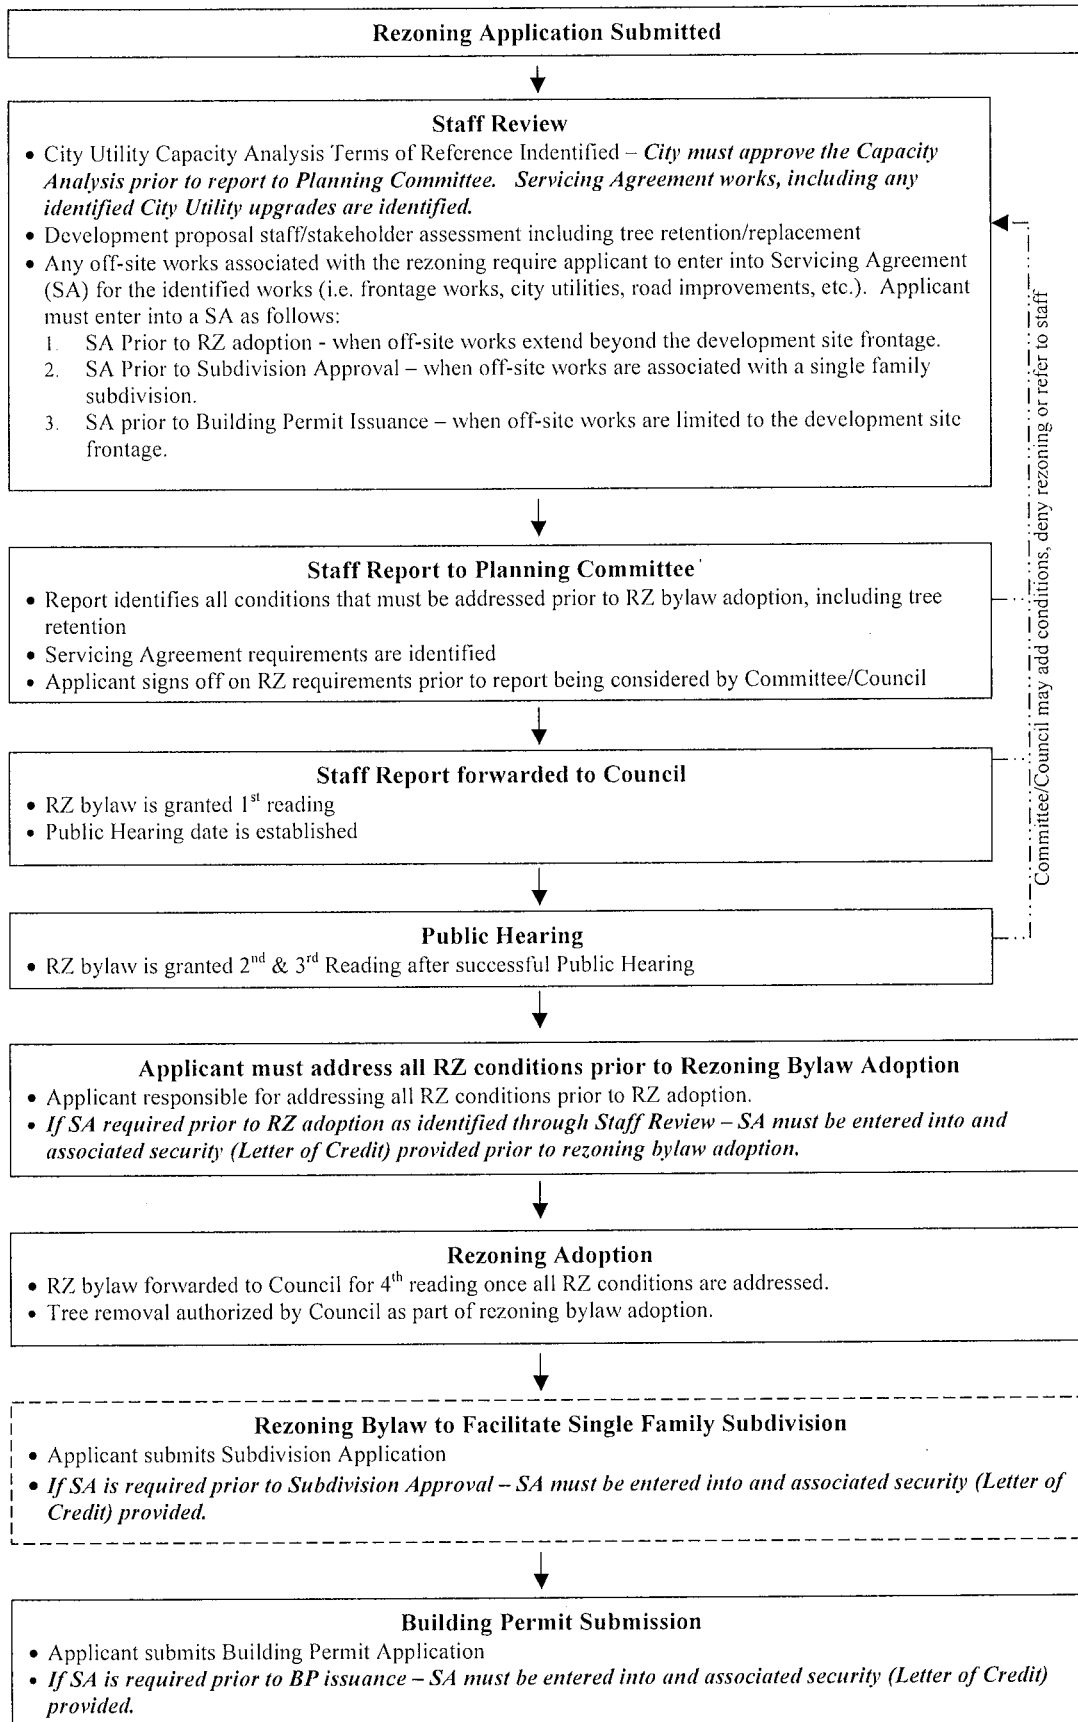 Rezoning Application Submitted
Staff Review
• City Utility Capacity Analysis Terms of Reference Indentified – City must approve the Capacity
Analysis prior to report to Planning Committee. Servicing Agreement works, including any
identified City Utility upgrades are identified.
• Development proposal staff/stakeholder assessment including tree retention/replacement
• Any off-site works associated with the rezoning require applicant to enter into Servicing Agreement
(SA) for the identified works (i.e. frontage works, city utilities, road improvements, etc.). Applicant
must enter into a SA as follows:
1. SA Prior to RZ adoption - when off-site works extend beyond the development site frontage.
2. SA Prior to Subdivision Approval – when off-site works are associated with a single family
subdivision.
3. SA prior to Building Permit Issuance – when off-site works are limited to the development site
frontage.
Committee/Council may add conditions, deny rezoning or refer to staff
Staff Report to Planning Committee
• Report identifies all conditions that must be addressed prior to RZ bylaw adoption, including tree
retention
• Servicing Agreement requirements are identified
• Applicant signs off on RZ requirements prior to report being considered by Committee/Council
Staff Report forwarded to Council
• RZ bylaw is granted 1st reading
• Public Hearing date is established
Public Hearing
• RZ bylaw is granted 2nd & 3rd Reading after successful Public Hearing
Applicant must address all RZ conditions prior to Rezoning Bylaw Adoption
• Applicant responsible for addressing all RZ conditions prior to RZ adoption.
• If SA required prior to RZ adoption as identified through Staff Review – SA must be entered into and
associated security (Letter of Credit) provided prior to rezoning bylaw adoption.
Rezoning Adoption
• RZ bylaw forwarded to Council for 4th reading once all RZ conditions are addressed.
• Tree removal authorized by Council as part of rezoning bylaw adoption.
Rezoning Bylaw to Facilitate Single Family Subdivision
• Applicant submits Subdivision Application
• If SA is required prior to Subdivision Approval – SA must be entered into and associated security (Letter of
Credit) provided.
Building Permit Submission
• Applicant submits Building Permit Application
• If SA is required prior to BP issuance – SA must be entered into and associated security (Letter of Credit)
provided.